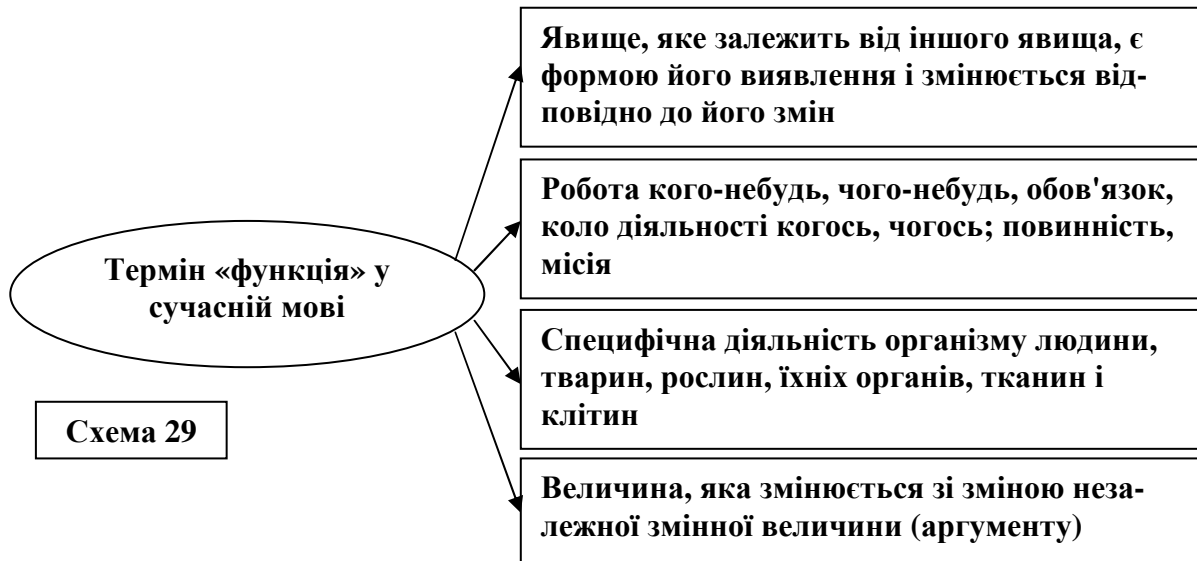 Явище, яке залежить від іншого явища, є
формою його виявлення і змінюється від-
повідно до його змін
Робота кого-небудь, чого-небудь, обов'язок,
коло діяльності когось, чогось; повинність,
місія
Термін «функція» у
сучасній мові
Специфічна діяльність організму людини,
тварин, рослин, їхніх органів, тканин і
клітин
Схема 29
Величина, яка змінюється зі зміною неза-
лежної змінної величини (аргументу)